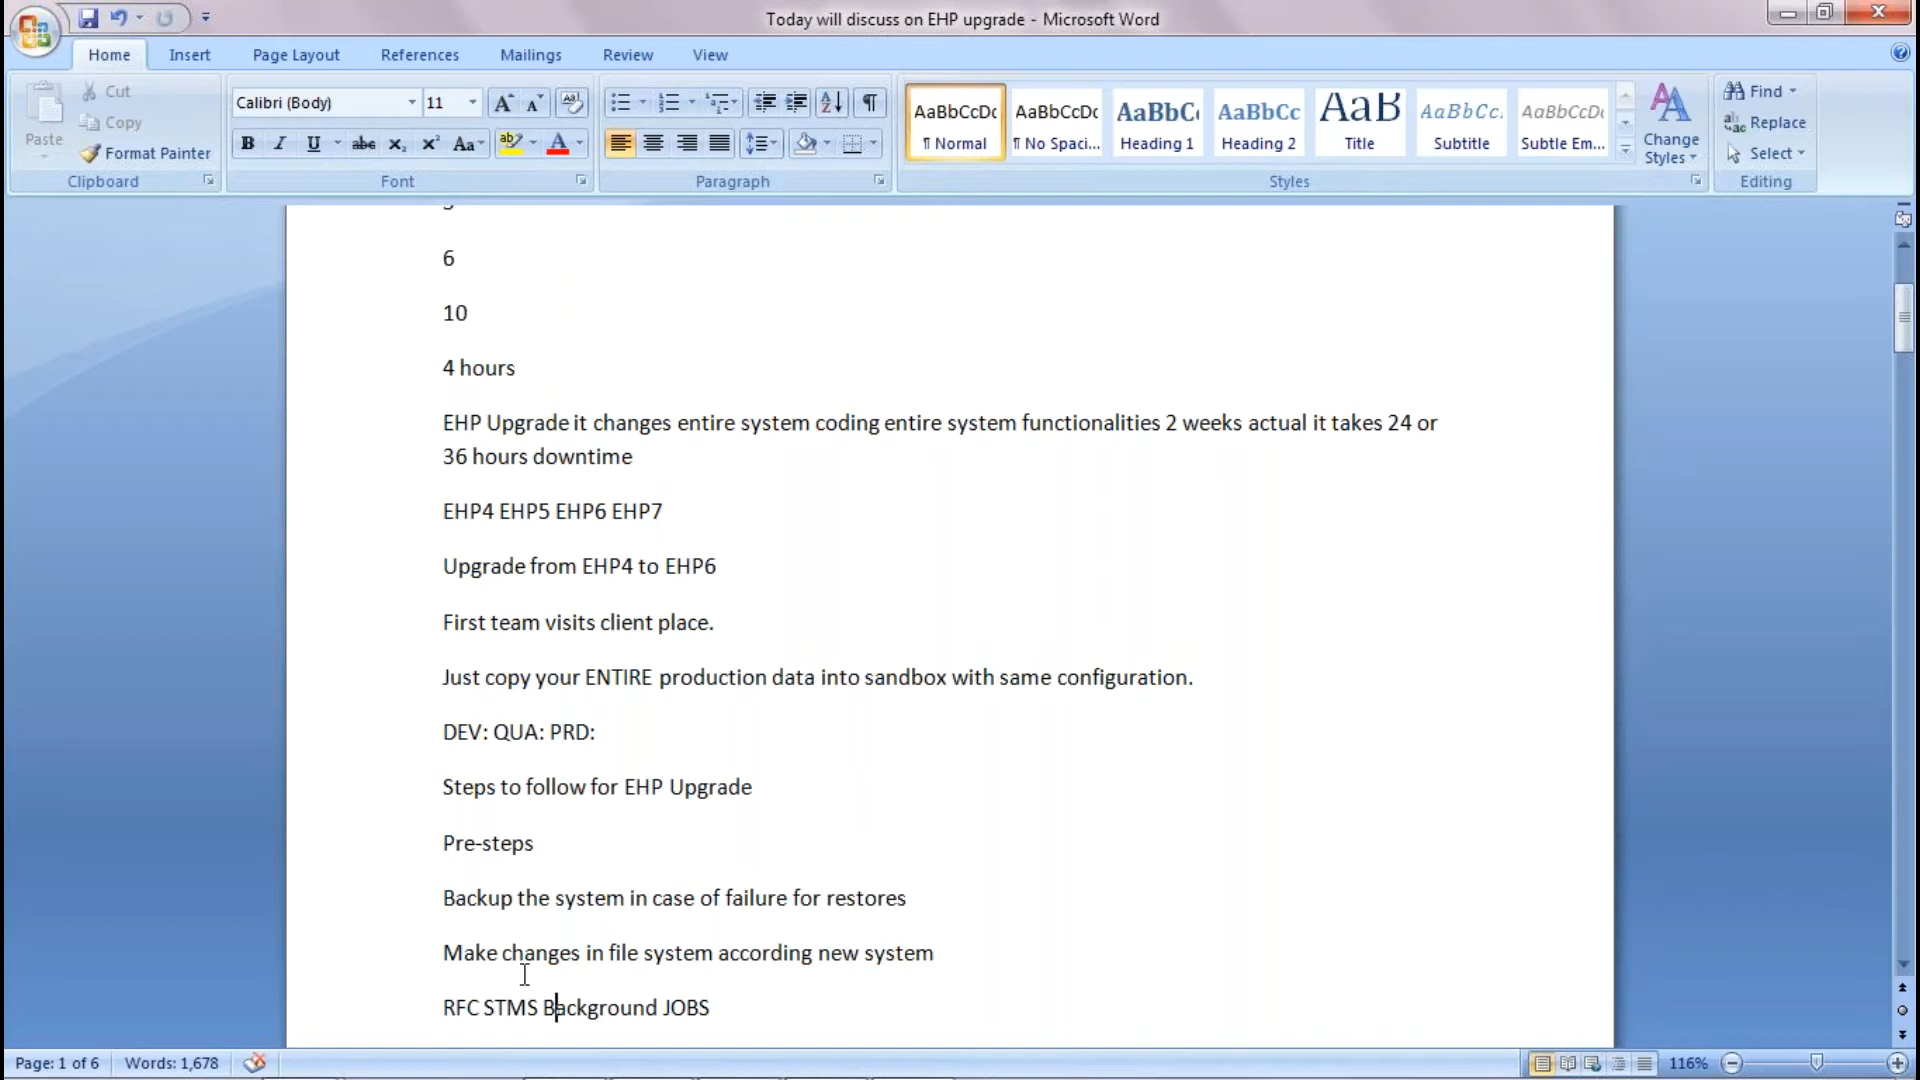 Today will discuss on EHP upgrade - Microsoft Word
Home Insert Page Layout References Mailings Review View
Paste
Cut
Copy
Format Painter
Clipboard
Calibri (Body) 11
Font
Paragraph
AaBbCcDc AaBbCcDc AaBbC AaBbCc AaB AaBbCc. AaBbCcDc
¶ Normal ¶ No Spaci... Heading 1 Heading 2 Title Subtitle Subtle Em...
Change
Styles
Styles
Find
Replace
Select
Editing
6
10
4 hours
EHP Upgrade it changes entire system coding entire system functionalities 2 weeks actual it takes 24 or
36 hours downtime
EHP4 EHP5 EHP6 EHP7
Upgrade from EHP4 to EHP6
First team visits client place.
Just copy your ENTIRE production data into sandbox with same configuration.
DEV: QUA: PRD:
Steps to follow for EHP Upgrade
Pre-steps
Backup the system in case of failure for restores
Make changes in file system according new system
RFC STMS Background JOBS
Page: 1 of 6 Words: 1,678 116%